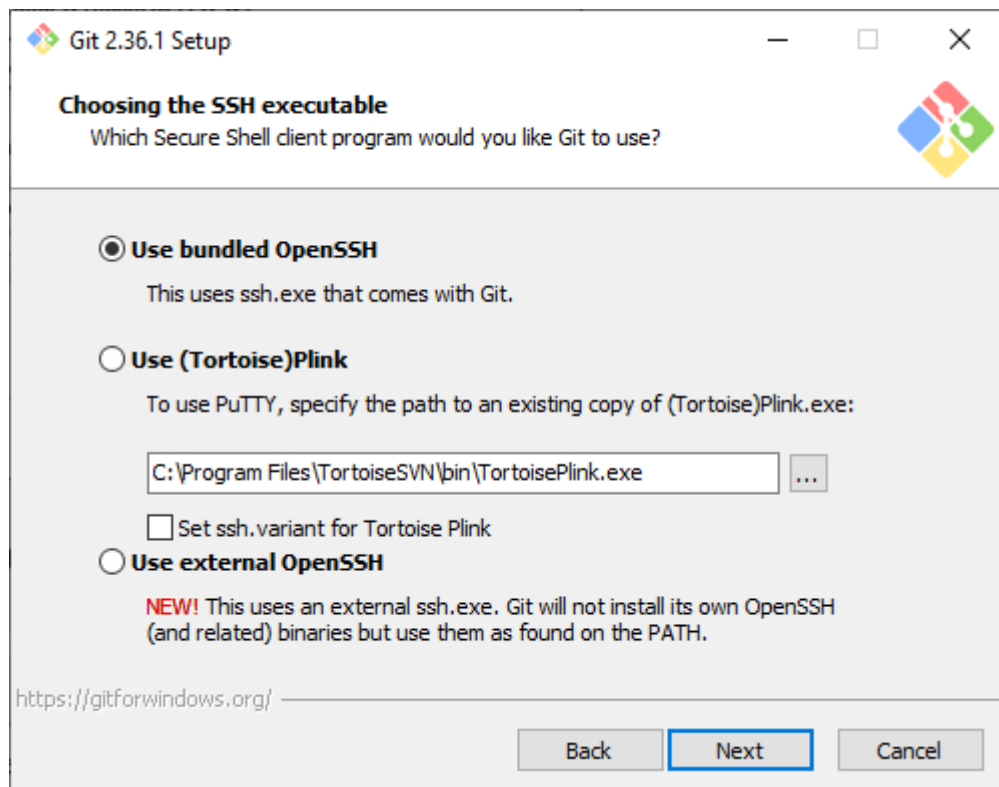 Git 2.36.1 Setup
Choosing the SSH executable
Which Secure Shell client program would you like Git to use?
Use bundled OpenSSH
This uses ssh.exe that comes with Git.
Use (Tortoise)Plink
To use PuTTY, specify the path to an existing copy of (Tortoise)Plink.exe:
C:\Program Files\TortoiseSVN\bin\TortoisePlink.exe
...
Set ssh.variant for Tortoise Plink
Use external OpenSSH
NEW! This uses an external ssh.exe. Git will not install its own OpenSSH
(and related) binaries but use them as found on the PATH.
https://gitforwindows.org/
Back Next Cancel